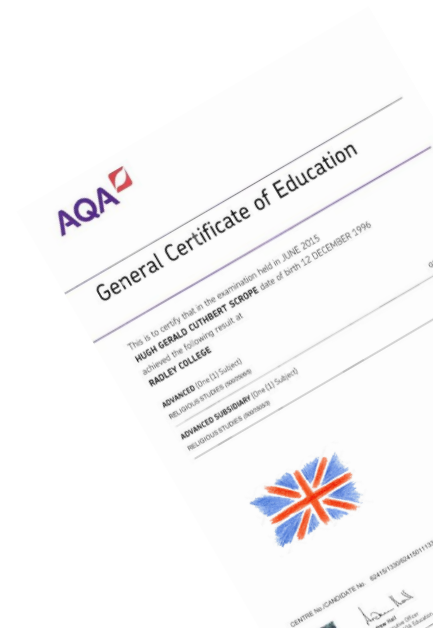 AQA
General Certificate of Education
This is to certify that in the examination held in JUNE 2015
HUGH GERALD CUTHBERT SCROPE date of birth 12 DECEMBER 1996
achieved the following result at
RADLEY COLLEGE
ADVANCED (One (1) Subject)
RELIGIOUS STUDIES
ADVANCED SUBSIDIARY (One (1) Subject)
RELIGIOUS STUDIES
CENTRE No./CANDIDATE No.